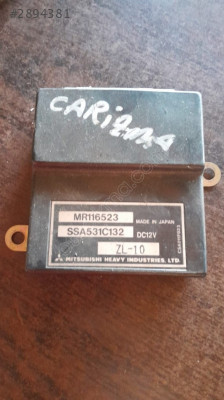 #2894381
CARiSMA
MR116523
MADE IN JAPAN
SSA531C132
DC12V
ZL-10
MITSUBISHI HEAVY INDUSTRIES, LTD.